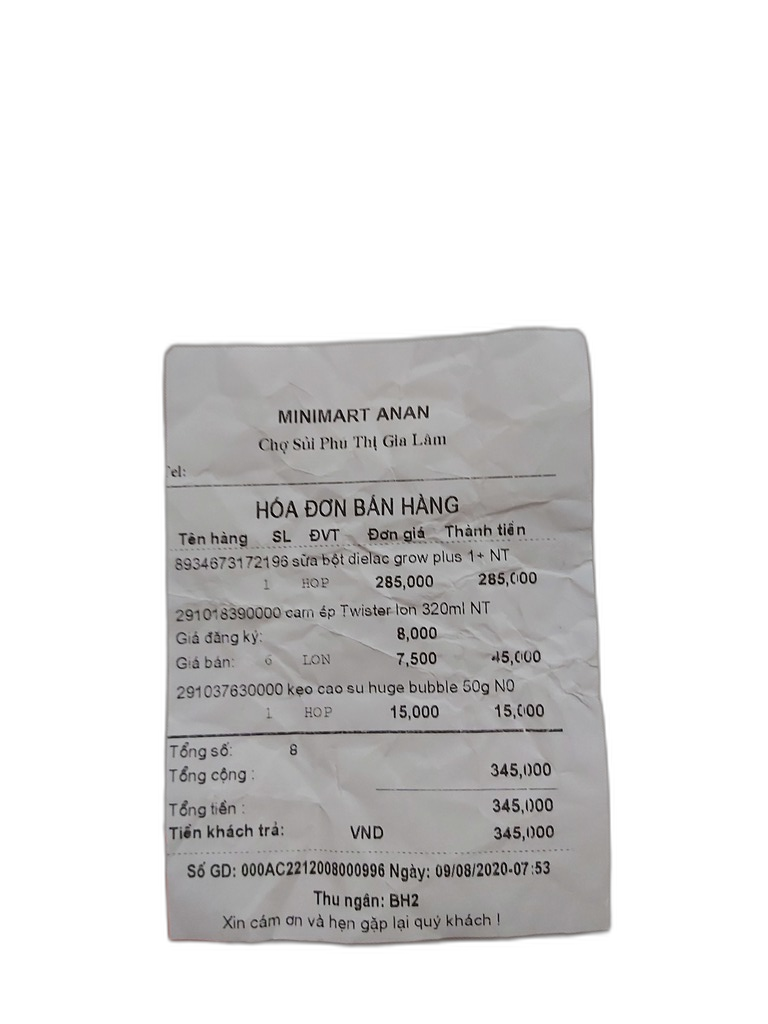 MINIMART ANAN
Chợ Sủi Phú Thị Gia Lâm
Tel:
HÓA ĐƠN BÁN HÀNG
Tên hàng SL ĐVT Đơn giá Thành tiền
8934673172196 sữa bột dielac grow plus 1+ NT
1 HOP 285,000 285,000
291018390000 cam ép Twister lon 320ml NT
Giá đăng ký: 8,000
Giá bán: 6 LON 7,500 45,000
291037630000 kẹo cao su huge bubble 50g N0
1 HOP 15,000 15,000
Tổng số: 8
Tổng cộng : 345,000
Tổng tiền : 345,000
Tiền khách trả: VND 345,000
Số GD: 000AC2212008000996 Ngày: 09/08/2020-07:53
Thu ngân: BH2
Xin cám ơn và hẹn gặp lại quý khách !